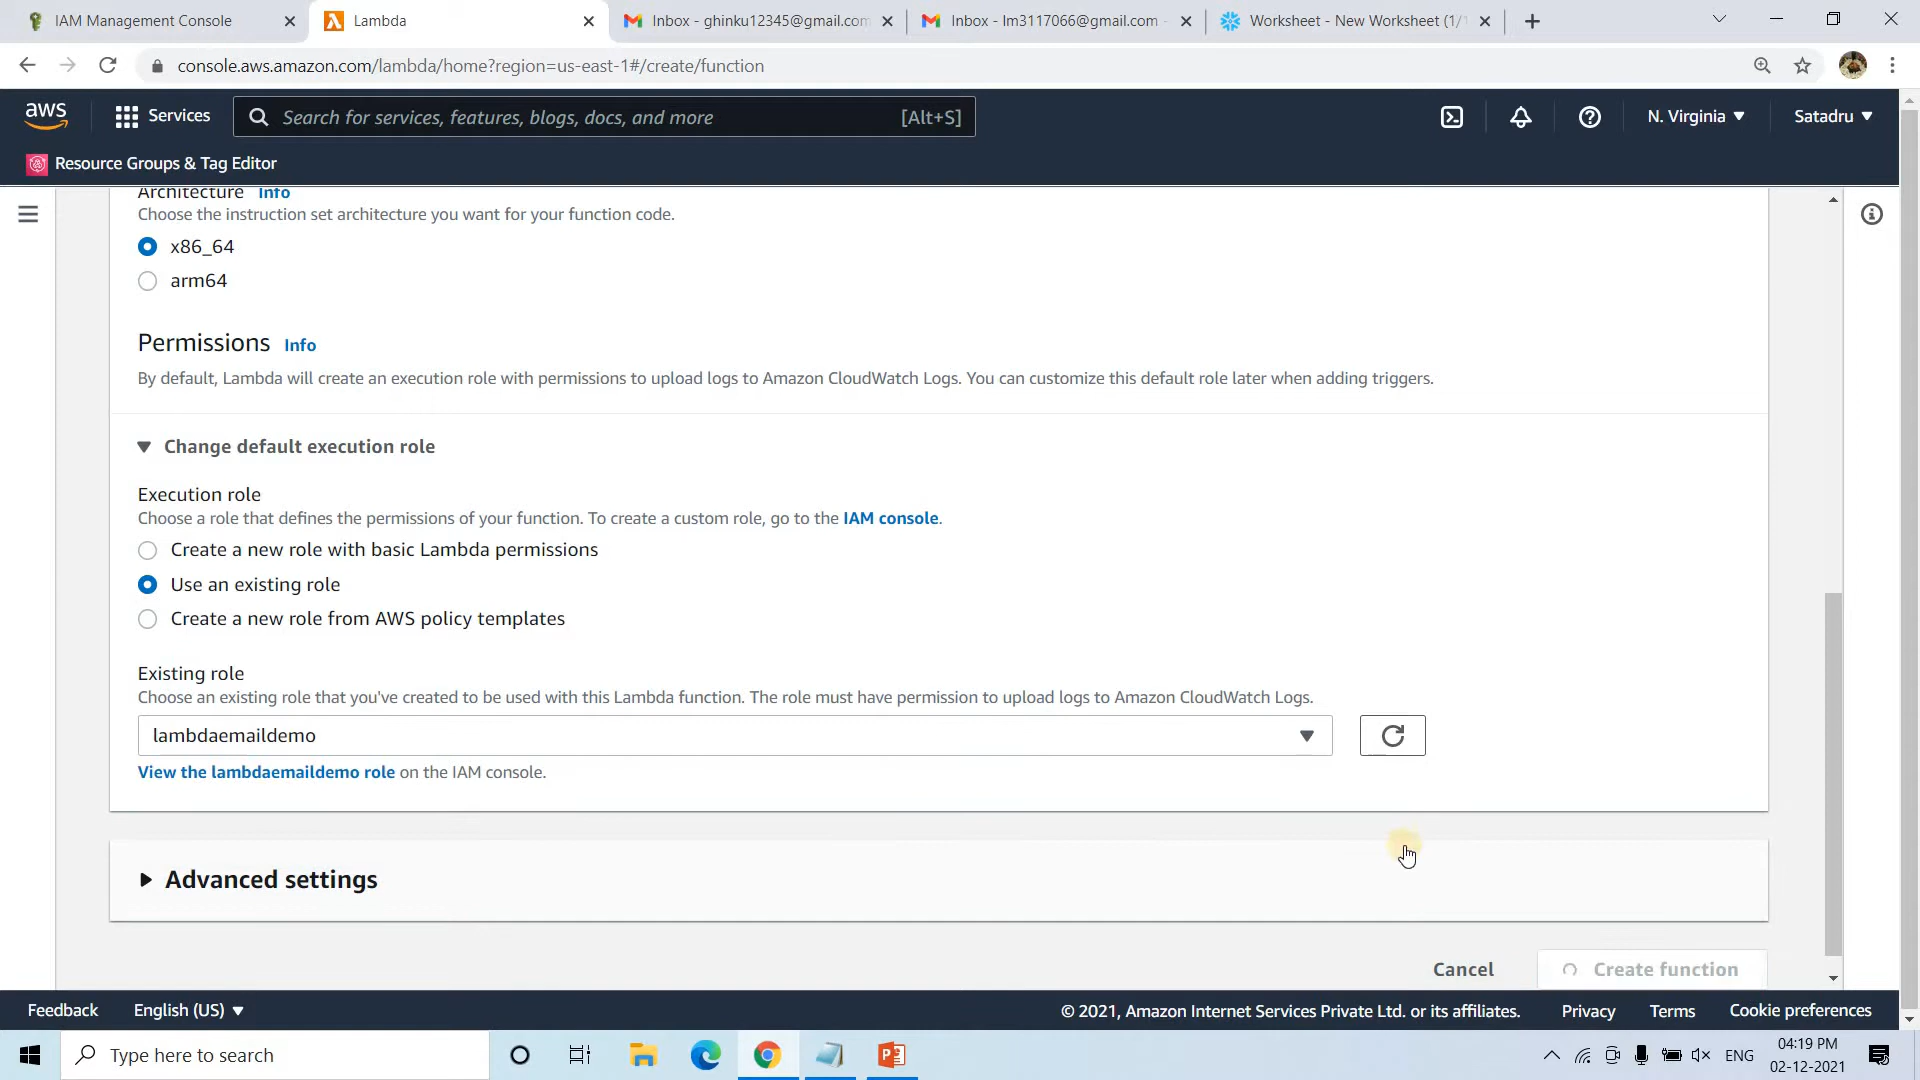 IAM Management Console
Lambda
Inbox - ghinku12345@gmail.com
Inbox - lm3117066@gmail.com -
Worksheet - New Worksheet (1/1
console.aws.amazon.com/lambda/home?region=us-east-1#/create/function
aws
Services
Search for services, features, blogs, docs, and more
[Alt+S]
N. Virginia
Satadru
Resource Groups & Tag Editor
Architecture Info
Choose the instruction set architecture you want for your function code.
x86_64
arm64
Permissions Info
By default, Lambda will create an execution role with permissions to upload logs to Amazon CloudWatch Logs. You can customize this default role later when adding triggers.
Change default execution role
Execution role
Choose a role that defines the permissions of your function. To create a custom role, go to the IAM console.
Create a new role with basic Lambda permissions
Use an existing role
Create a new role from AWS policy templates
Existing role
Choose an existing role that you've created to be used with this Lambda function. The role must have permission to upload logs to Amazon CloudWatch Logs.
lambdaemaildemo
View the lambdaemaildemo role on the IAM console.
Advanced settings
Cancel
Create function
Feedback
English (US)
© 2021, Amazon Internet Services Private Ltd. or its affiliates.
Privacy
Terms
Cookie preferences
Type here to search
ENG
04:19 PM
02-12-2021